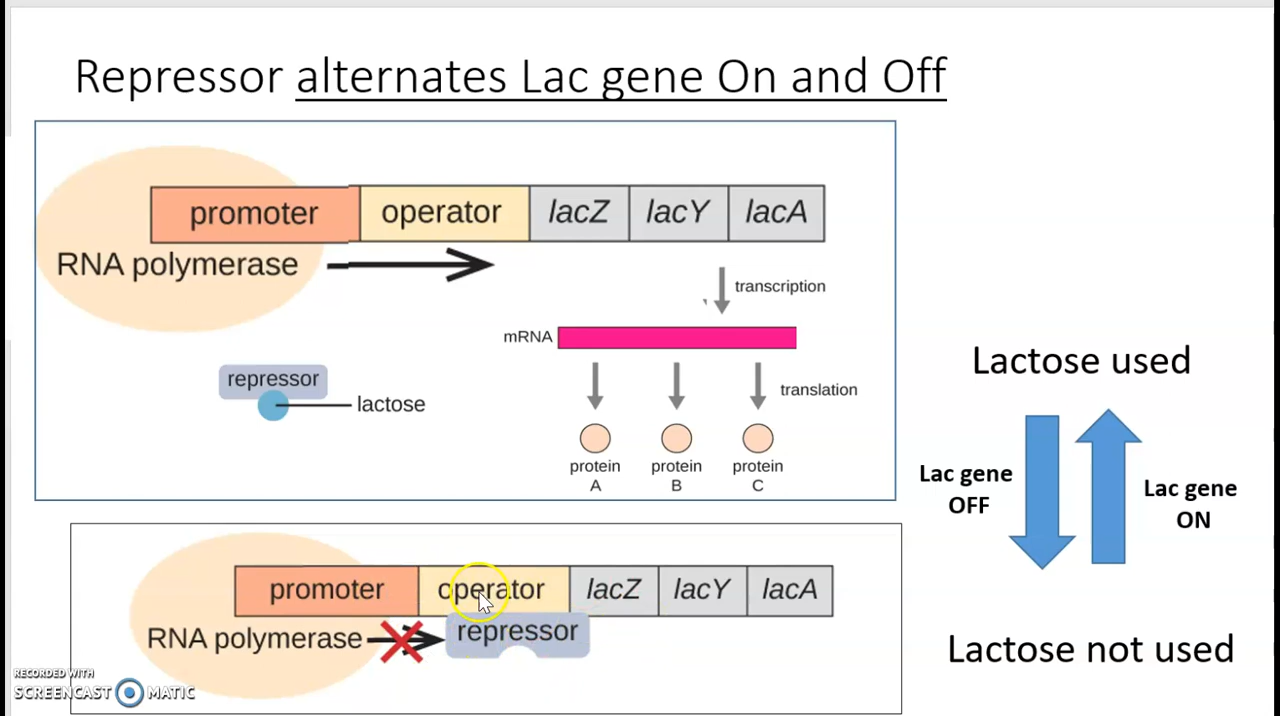 Repressor alternates Lac gene On and Off
promoter operator lacZ lacY lacA
RNA polymerase
transcription
mRNA
repressor
lactose
translation
protein A
protein B
protein C
Lactose used
Lac gene OFF
Lac gene ON
Lactose not used
promoter operator lacZ lacY lacA
RNA polymerase
repressor
RECORDED WITH
SCREENCAST MATIC